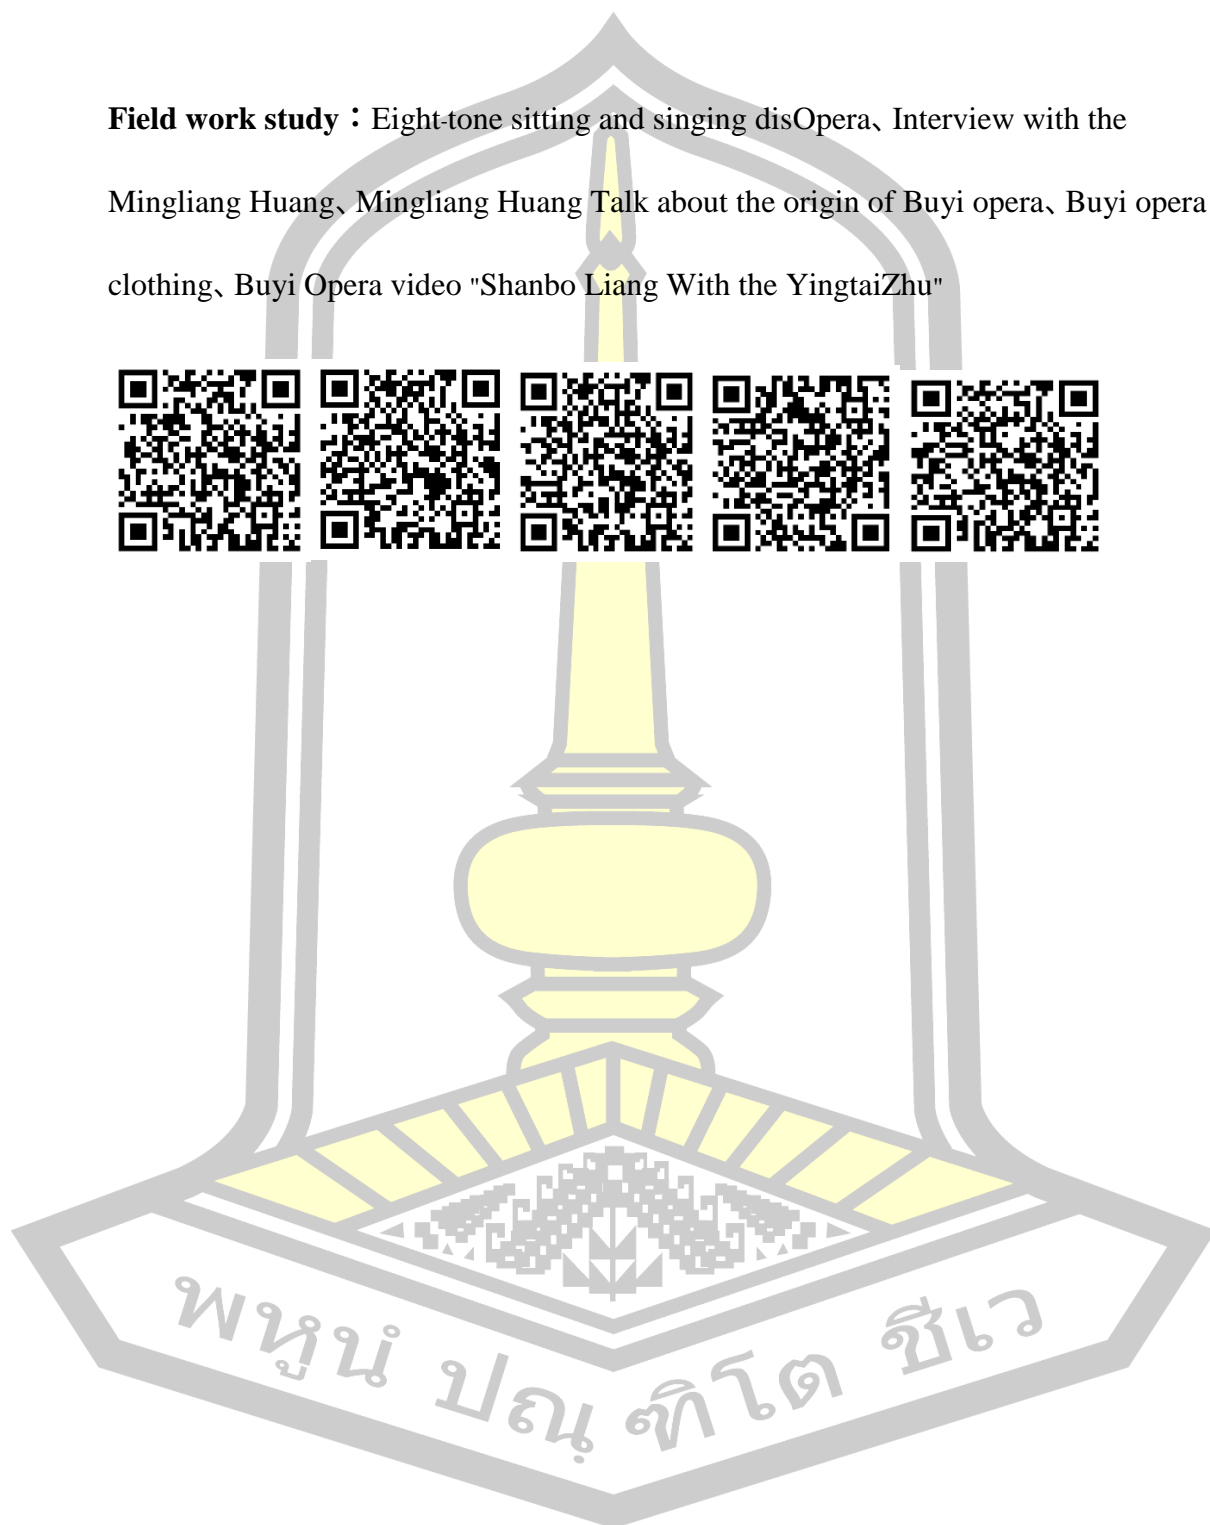 Field work study：Eight-tone sitting and singing disOpera、Interview with the
Mingliang Huang、Mingliang Huang Talk about the origin of Buyi opera、Buyi opera
clothing、Buyi Opera video "Shanbo Liang With the YingtaiZhu"
พหูนํ ปณฺฑิโต ชีเว